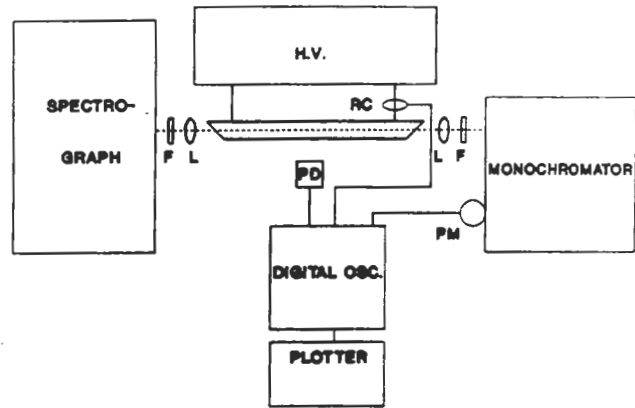 H.V.
SPECTRO-
GRAPH
RC
F
L
L
F
MONOCHROMATOR
PD
PM
DIGITAL OSC.
PLOTTER